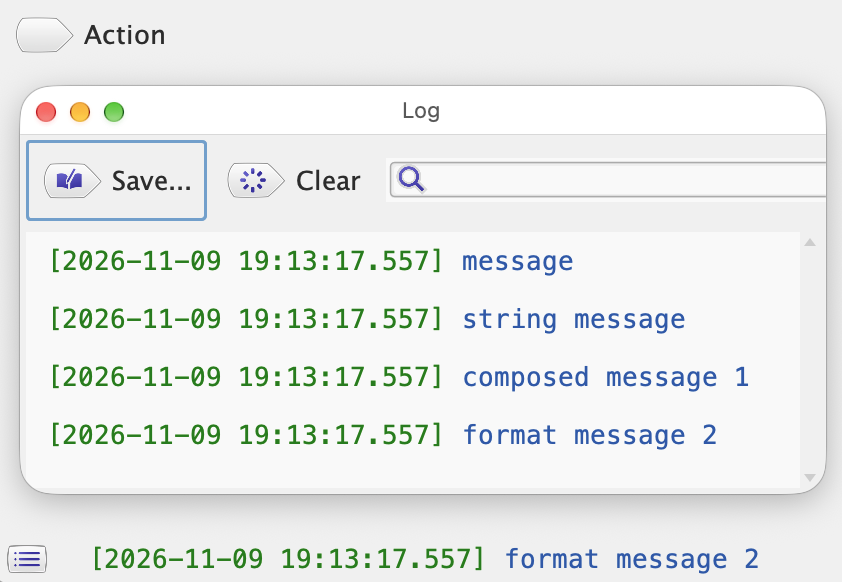 Action
Log
Save... Clear
[2026-11-09 19:13:17.557] message
[2026-11-09 19:13:17.557] string message
[2026-11-09 19:13:17.557] composed message 1
[2026-11-09 19:13:17.557] format message 2
[2026-11-09 19:13:17.557] format message 2